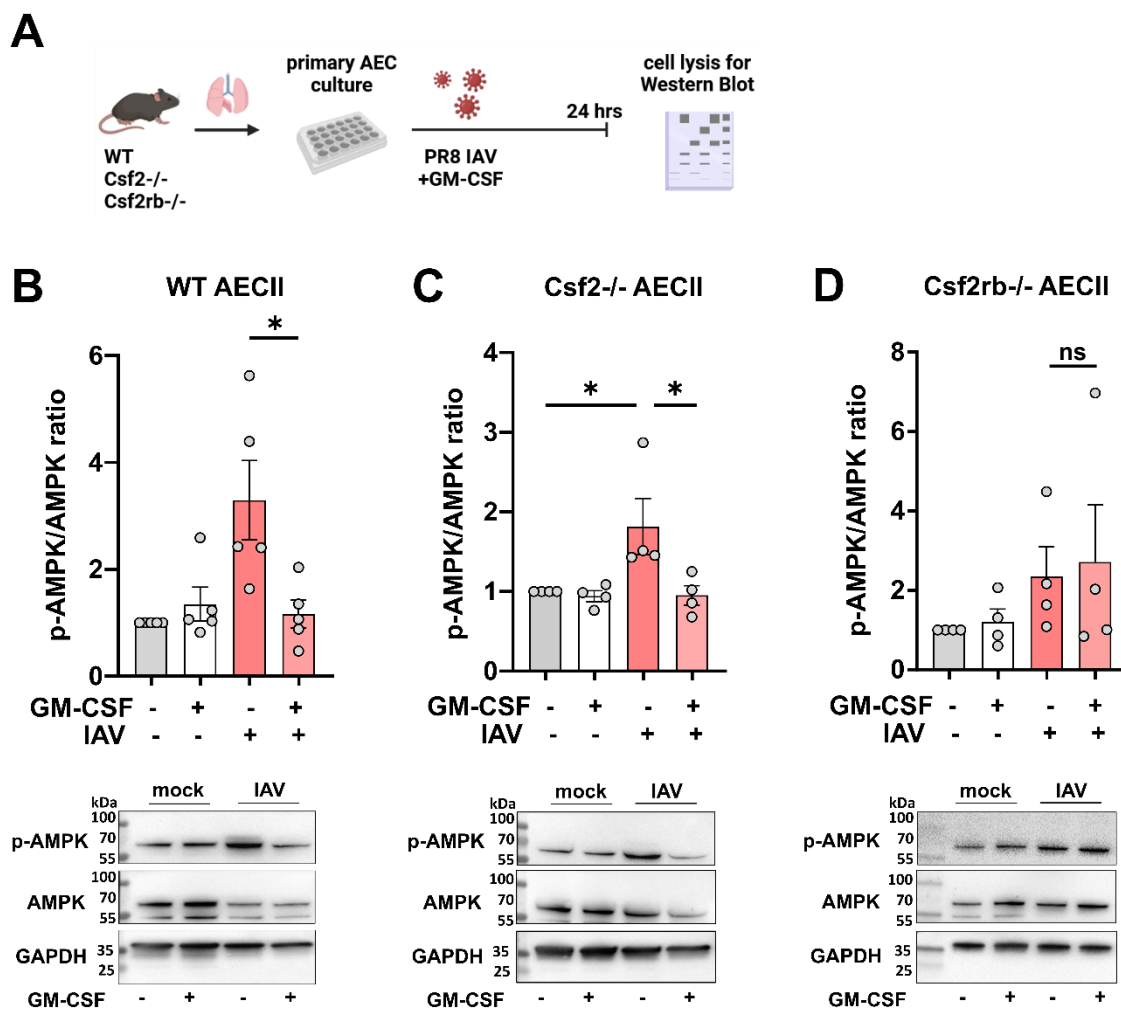 A
primary AEC
culture
cell lysis for
Western Blot
24 hrs
WT
Csf2-/-
Csf2rb-/-
PR8 IAV
+GM-CSF
B
WT AECII
*
p-AMPK/AMPK ratio
6
4
2
0
GM-CSF - + - +
IAV - - + +
mock IAV
kDa
p-AMPK
100
70
55
AMPK
100
70
55
GAPDH
35
25
GM-CSF - + - +
C
Csf2-/- AECII
* *
p-AMPK/AMPK ratio
4
3
2
1
0
GM-CSF - + - +
IAV - - + +
mock IAV
kDa
p-AMPK
100
70
55
AMPK
100
70
55
GAPDH
35
25
GM-CSF - + - +
D
Csf2rb-/- AECII
ns
p-AMPK/AMPK ratio
8
6
4
2
0
GM-CSF - + - +
IAV - - + +
mock IAV
kDa
p-AMPK
100
70
55
AMPK
100
70
55
GAPDH
35
25
GM-CSF - + - +